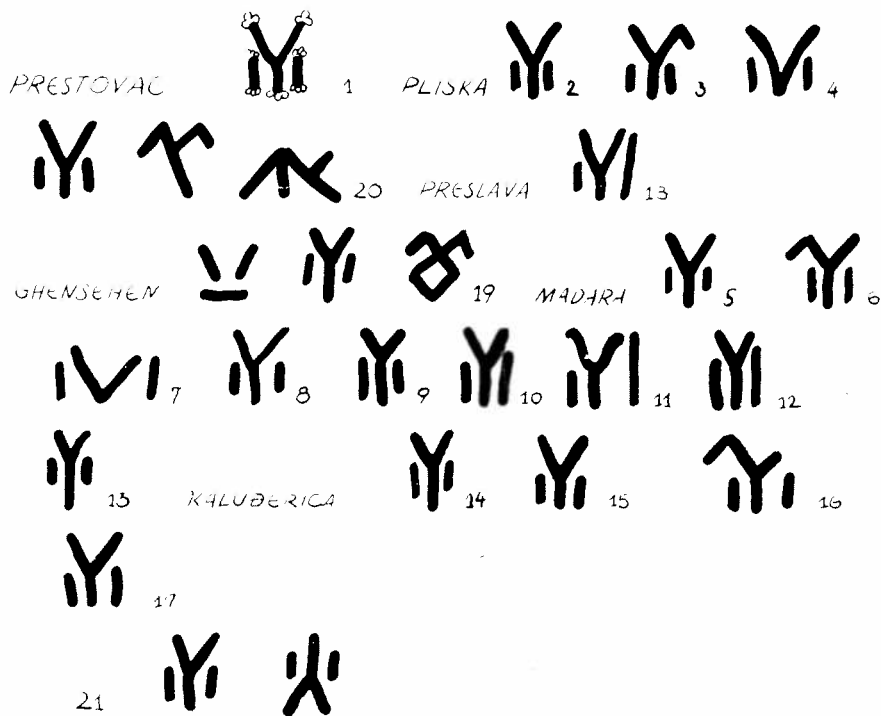 PRESTOVAC 1 PLISKA 2 3 4
20 PRESLAVA 13
GHENSEHEN 19 MADARA 5 6
7 8 9 10 11 12
13 KALUĐERICA 14 15 16
17
21